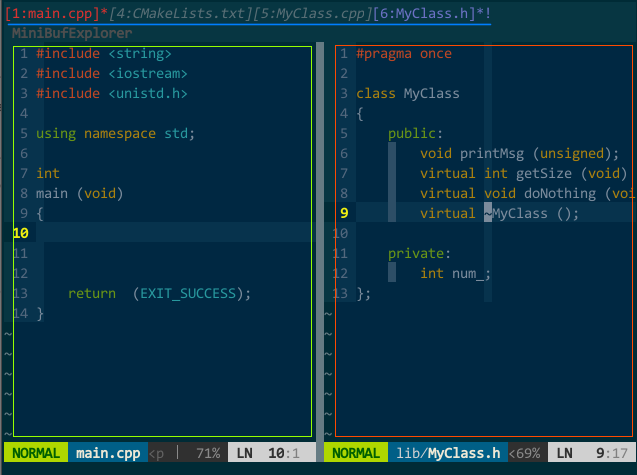 [1:main.cpp]*[4:CMakeLists.txt][5:MyClass.cpp][6:MyClass.h]*!
MiniBufExplorer
1 #include <string>
2 #include <iostream>
3 #include <unistd.h>
4
5 using namespace std;
6
7 int
8 main (void)
9 {
10
11
12
13     return  (EXIT_SUCCESS);
14 }
~
~
~
~
~
~
NORMAL main.cpp <p | 71% LN 10:1
1 #pragma once
2
3 class MyClass
4 {
5     public:
6         void printMsg (unsigned);
7         virtual int getSize (void)
8         virtual void doNothing (voi
9         virtual ~MyClass ();
10
11     private:
12         int num_;
13 };
~
~
~
~
~
~
~
NORMAL lib/MyClass.h <69% LN 9:17